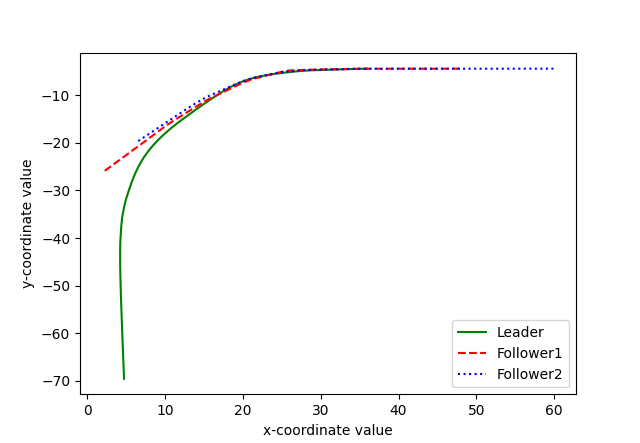 −10
−20
−30
−40
−50
−60
−70
0 10 20 30 40 50 60
x-coordinate value
y-coordinate value
Leader
Follower1
Follower2